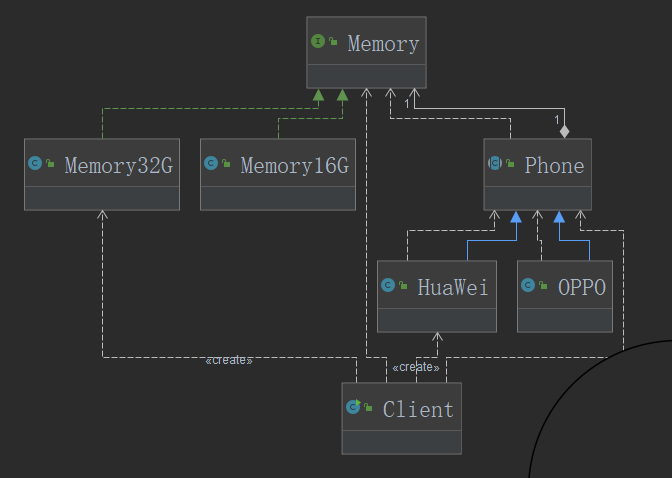 Memory
1
1
Memory32G
Memory16G
Phone
HuaWei
OPPO
«create»
«create»
Client